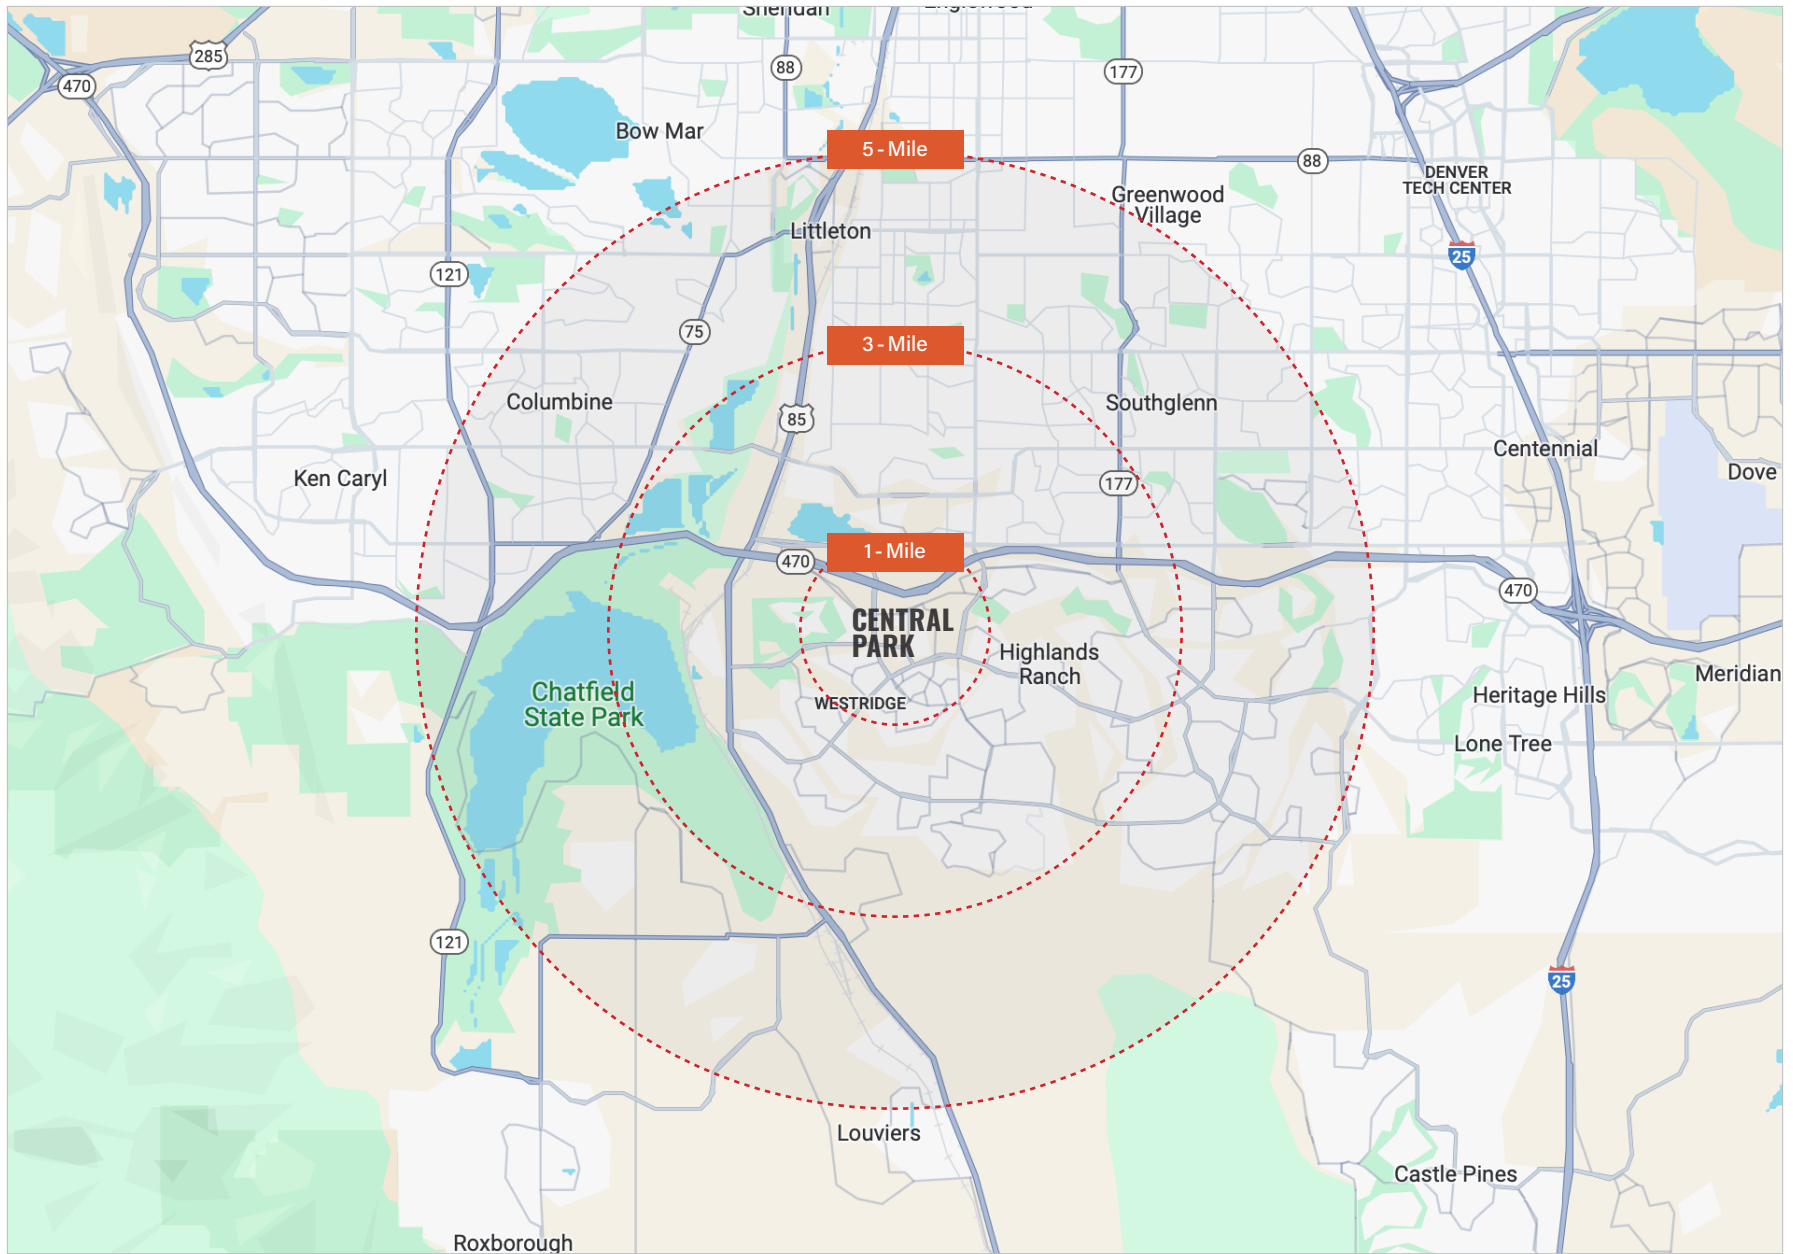 Sheridan
Englewood
285
88
177
470
Bow Mar
5 - Mile
88
DENVER
TECH CENTER
Greenwood
Village
Littleton
25
121
75
3 - Mile
Columbine
85
Southglenn
Centennial
Ken Caryl
177
Dove
1 - Mile
470
470
CENTRAL
PARK
Highlands
Ranch
Meridian
Chatfield
State Park
WESTRIDGE
Heritage Hills
Lone Tree
121
25
Louviers
Castle Pines
Roxborough